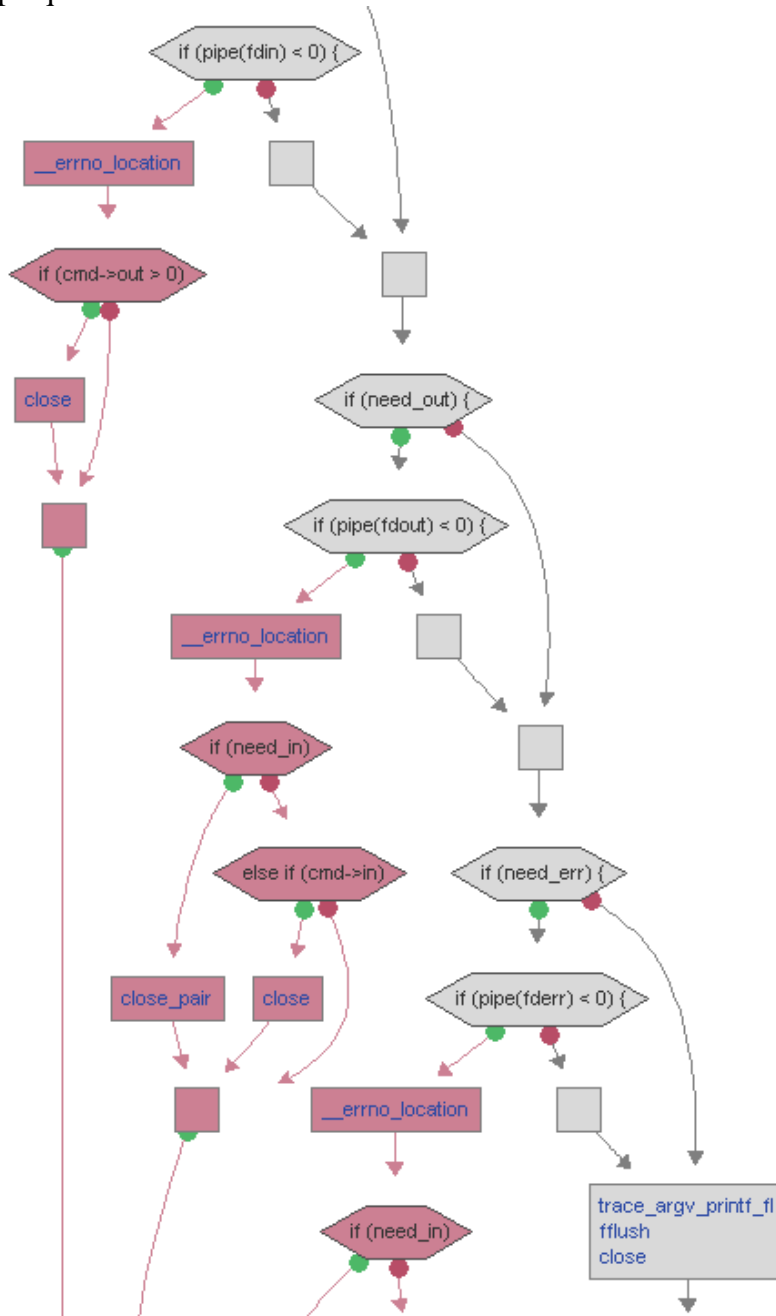 if (pipe(fdin) < 0) {
__errno_location
if (cmd->out > 0)
close
if (need_out) {
if (pipe(fdout) < 0) {
__errno_location
if (need_in)
else if (cmd->in)
if (need_err) {
close_pair
close
if (pipe(fderr) < 0) {
__errno_location
if (need_in)
trace_argv_printf_fl
fflush
close